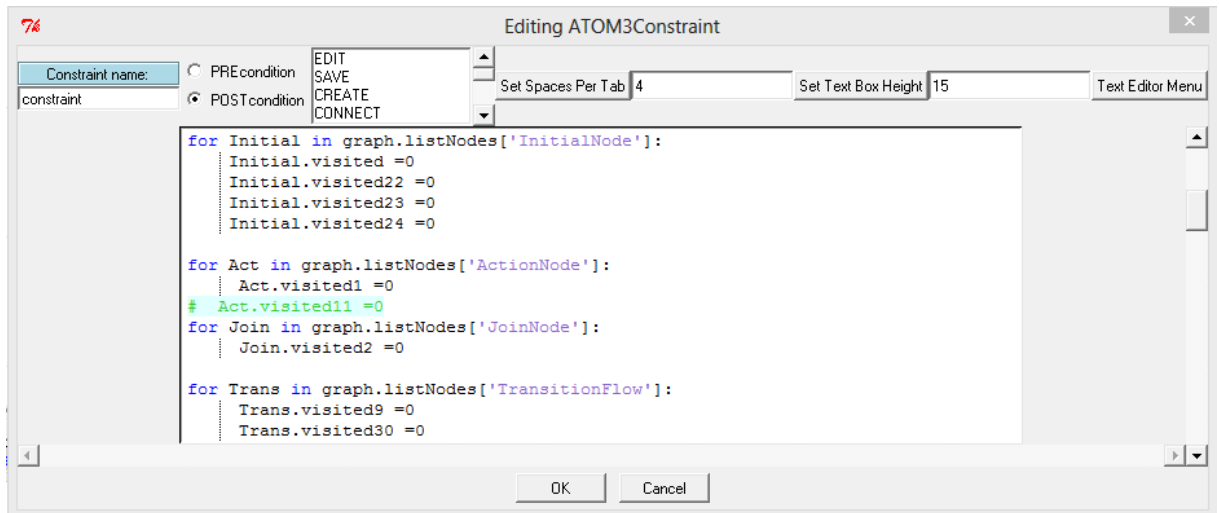 7k Editing ATOM3Constraint
Constraint name:
constraint
PREcondition
POSTcondition
EDIT
SAVE
CREATE
CONNECT
Set Spaces Per Tab 4
Set Text Box Height 15
Text Editor Menu
for Initial in graph.listNodes['InitialNode']:
Initial.visited =0
Initial.visited22 =0
Initial.visited23 =0
Initial.visited24 =0
for Act in graph.listNodes['ActionNode']:
Act.visited1 =0
# Act.visited11 =0
for Join in graph.listNodes['JoinNode']:
Join.visited2 =0
for Trans in graph.listNodes['TransitionFlow']:
Trans.visited9 =0
Trans.visited30 =0
OK Cancel